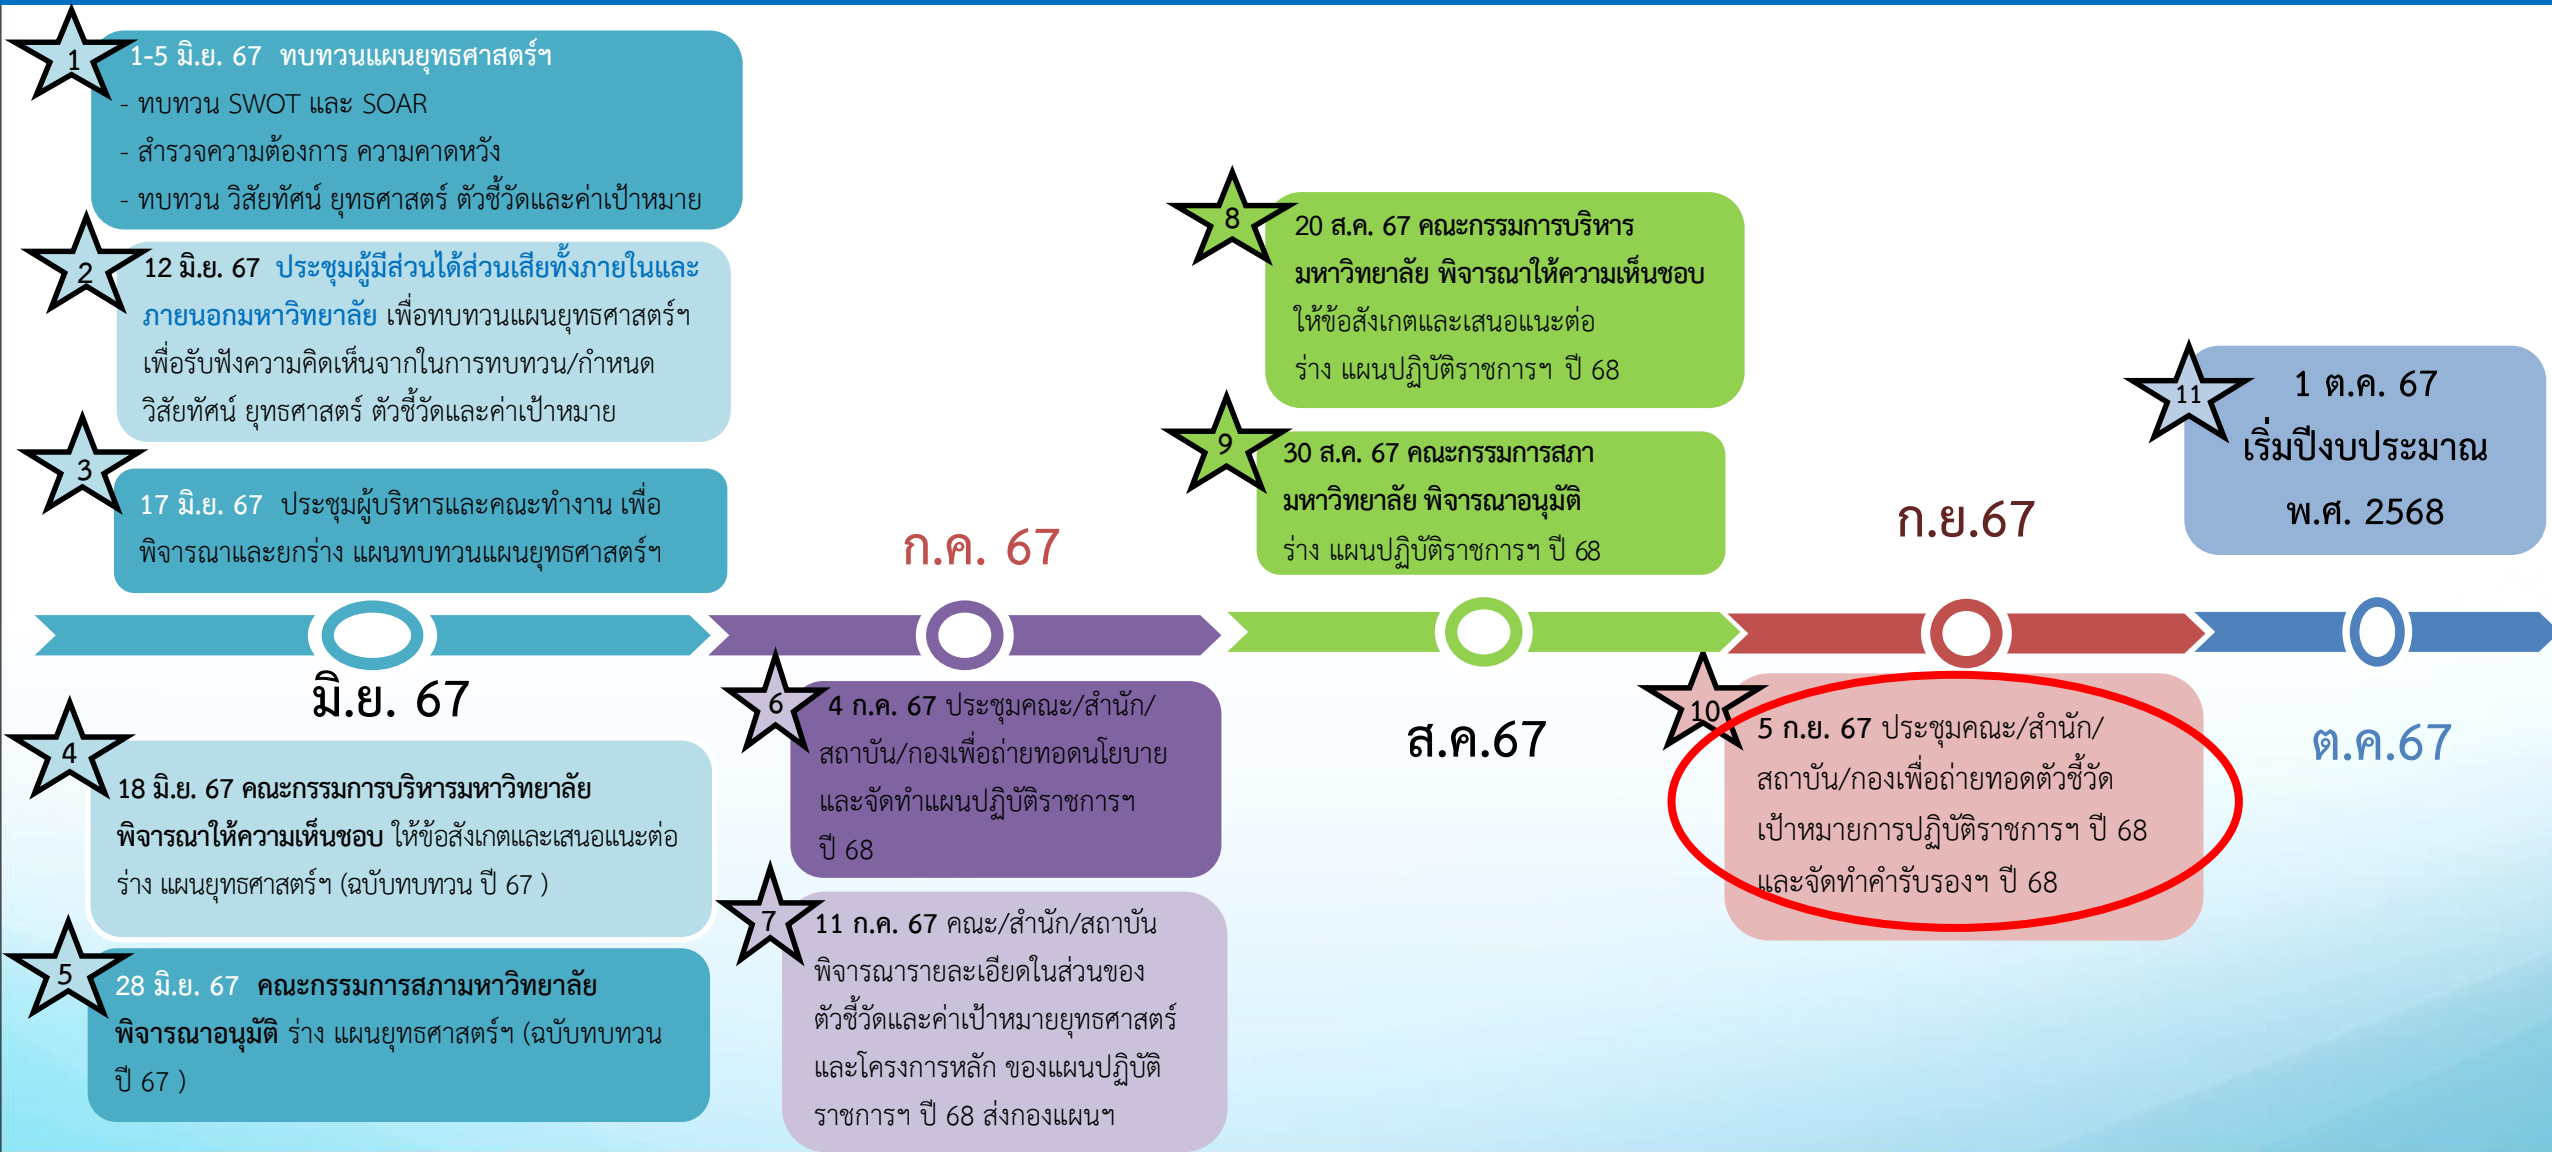 1
1-5 มิ.ย. 67 ทบทวนแผนยุทธศาสตร์ฯ
- ทบทวน SWOT และ SOAR
- สำรวจความต้องการ ความคาดหวัง
- ทบทวน วิสัยทัศน์ ยุทธศาสตร์ ตัวชี้วัดและค่าเป้าหมาย
2
12 มิ.ย. 67 ประชุมผู้มีส่วนได้ส่วนเสียทั้งภายในและ
ภายนอกมหาวิทยาลัย เพื่อทบทวนแผนยุทธศาสตร์ฯ
เพื่อรับฟังความคิดเห็นจากในการทบทวน/กำหนด
วิสัยทัศน์ ยุทธศาสตร์ ตัวชี้วัดและค่าเป้าหมาย
3
17 มิ.ย. 67 ประชุมผู้บริหารและคณะทำงาน เพื่อ
พิจารณาและยกร่าง แผนทบทวนแผนยุทธศาสตร์ฯ
มิ.ย. 67
4
18 มิ.ย. 67 คณะกรรมการบริหารมหาวิทยาลัย
พิจารณาให้ความเห็นชอบ ให้ข้อสังเกตและเสนอแนะต่อ
ร่าง แผนยุทธศาสตร์ฯ (ฉบับทบทวน ปี 67 )
5
28 มิ.ย. 67 คณะกรรมการสภามหาวิทยาลัย
พิจารณาอนุมัติ ร่าง แผนยุทธศาสตร์ฯ (ฉบับทบทวน
ปี 67 )
ก.ค. 67
6
4 ก.ค. 67 ประชุมคณะ/สำนัก/
สถาบัน/กองเพื่อถ่ายทอดนโยบาย
และจัดทำแผนปฏิบัติราชการฯ
ปี 68
7
11 ก.ค. 67 คณะ/สำนัก/สถาบัน
พิจารณารายละเอียดในส่วนของ
ตัวชี้วัดและค่าเป้าหมายยุทธศาสตร์
และโครงการหลัก ของแผนปฏิบัติ
ราชการฯ ปี 68 ส่งกองแผนฯ
8
20 ส.ค. 67 คณะกรรมการบริหาร
มหาวิทยาลัย พิจารณาให้ความเห็นชอบ
ให้ข้อสังเกตและเสนอแนะต่อ
ร่าง แผนปฏิบัติราชการฯ ปี 68
9
30 ส.ค. 67 คณะกรรมการสภา
มหาวิทยาลัย พิจารณาอนุมัติ
ร่าง แผนปฏิบัติราชการฯ ปี 68
ส.ค.67
ก.ย.67
10
5 ก.ย. 67 ประชุมคณะ/สำนัก/
สถาบัน/กองเพื่อถ่ายทอดตัวชี้วัด
เป้าหมายการปฏิบัติราชการฯ ปี 68
และจัดทำคำรับรองฯ ปี 68
11
1 ต.ค. 67
เริ่มปีงบประมาณ
พ.ศ. 2568
ต.ค.67